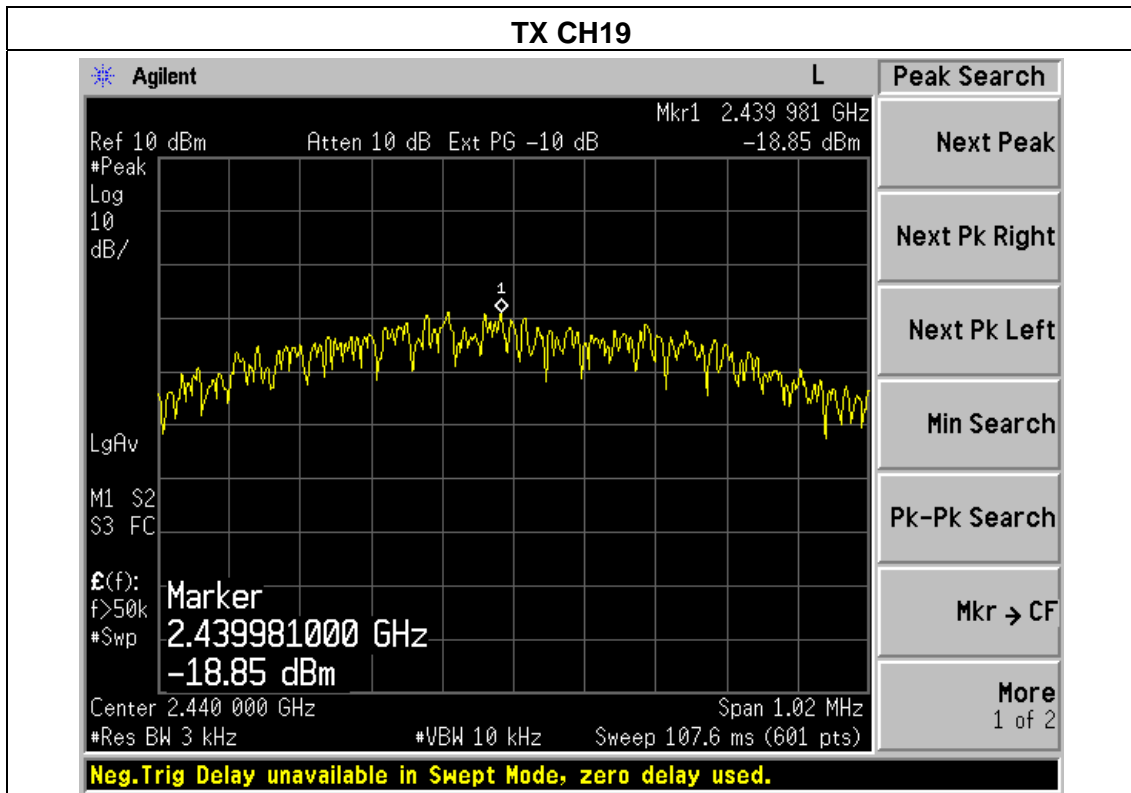 TX CH19
Agilent
L
Peak Search
Mkr1 2.439 981 GHz
Ref 10 dBm Atten 10 dB Ext PG -10 dB -18.85 dBm
#Peak
Log
10
dB/
1
LgAv
M1 S2
S3 FC
£(f):
f>50k
#Swp
Marker
2.439981000 GHz
-18.85 dBm
Center 2.440 000 GHz Span 1.02 MHz
#Res BW 3 kHz #VBW 10 kHz Sweep 107.6 ms (601 pts)
Neg.Trig Delay unavailable in Swept Mode, zero delay used.
Next Peak
Next Pk Right
Next Pk Left
Min Search
Pk-Pk Search
Mkr → CF
More
1 of 2